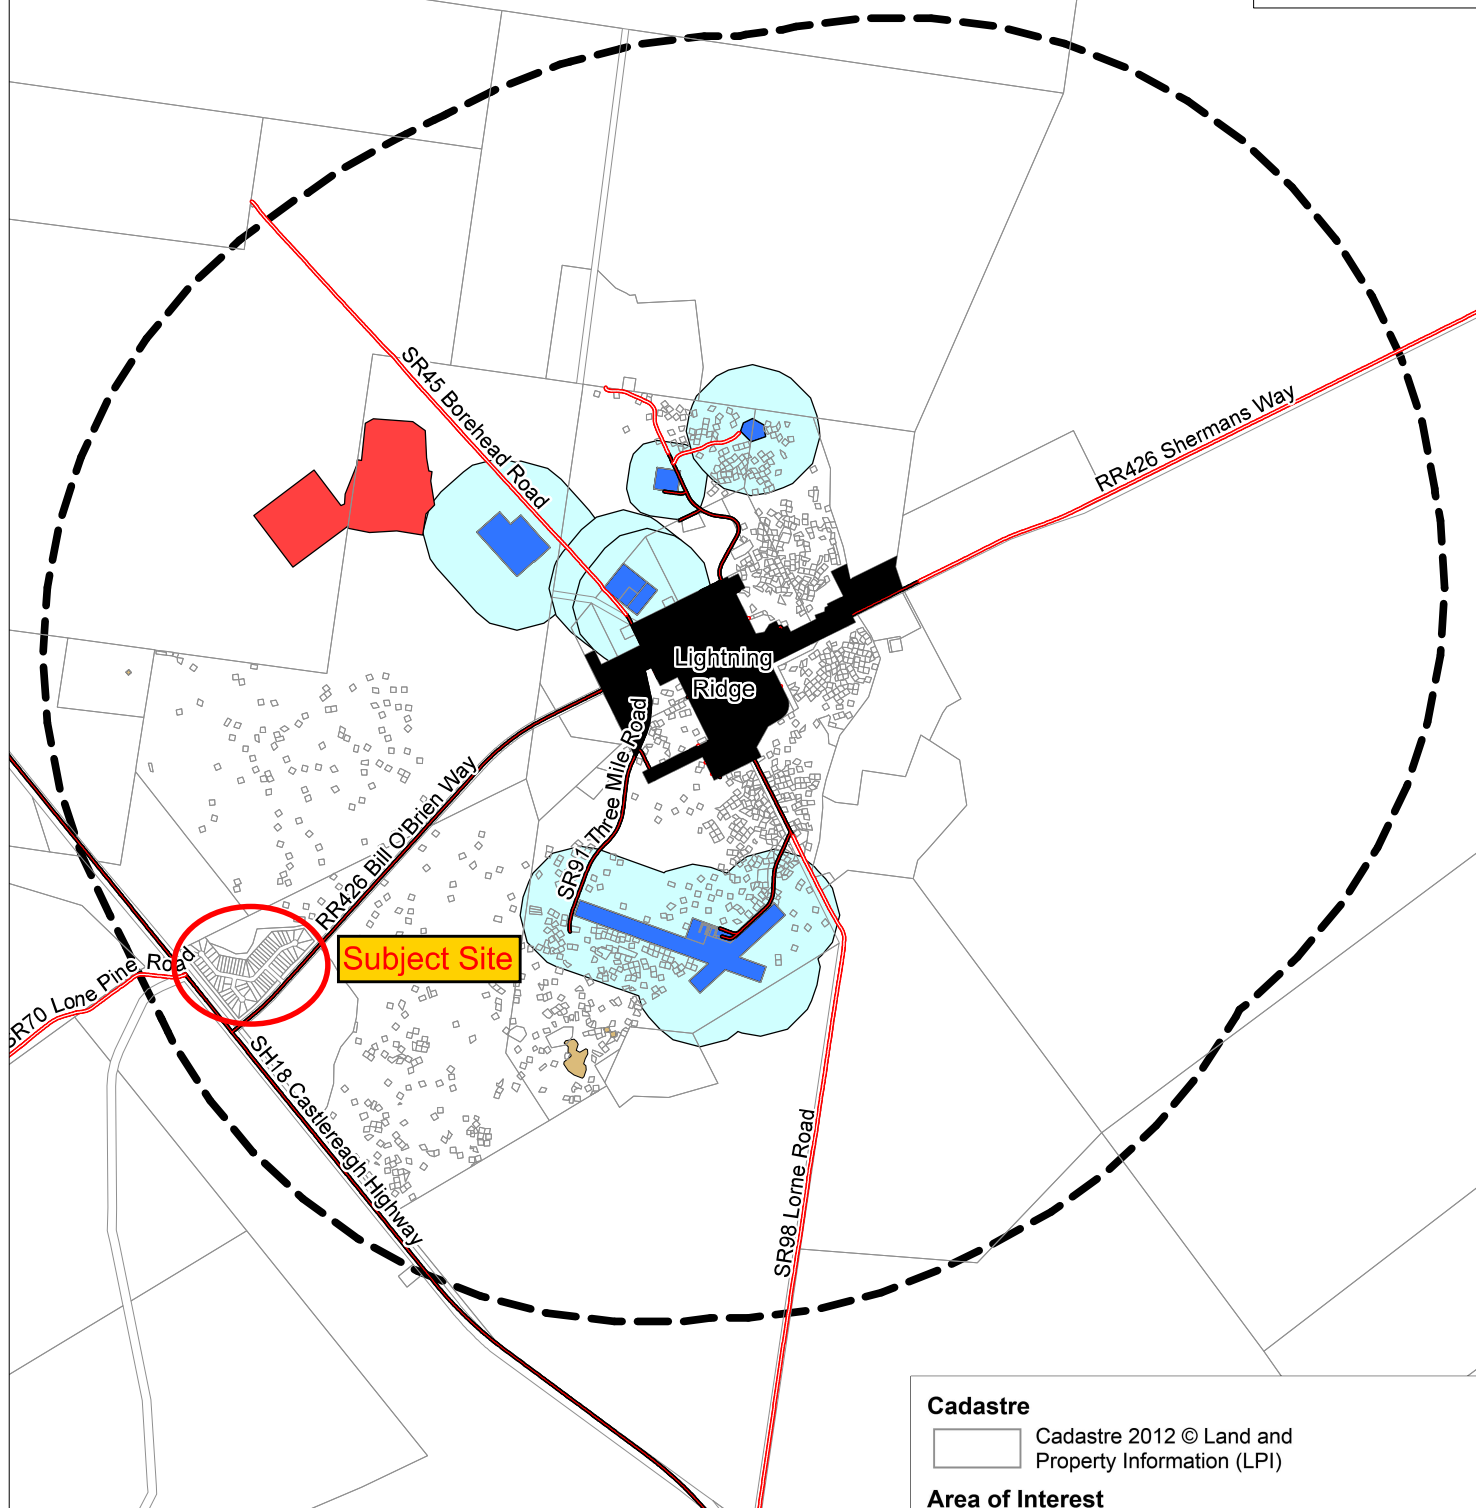 SR45 Borehead Road
RR426 Shermans Way
Lightning
Ridge
SR91 Three Mile Road
RR426 Bill O'Brien Way
Subject Site
SR70 Lone Pine Road
SH18 Castlereagh Highway
SR98 Lorne Road
Cadastre
Cadastre 2012 © Land and
Property Information (LPI)
Area of Interest